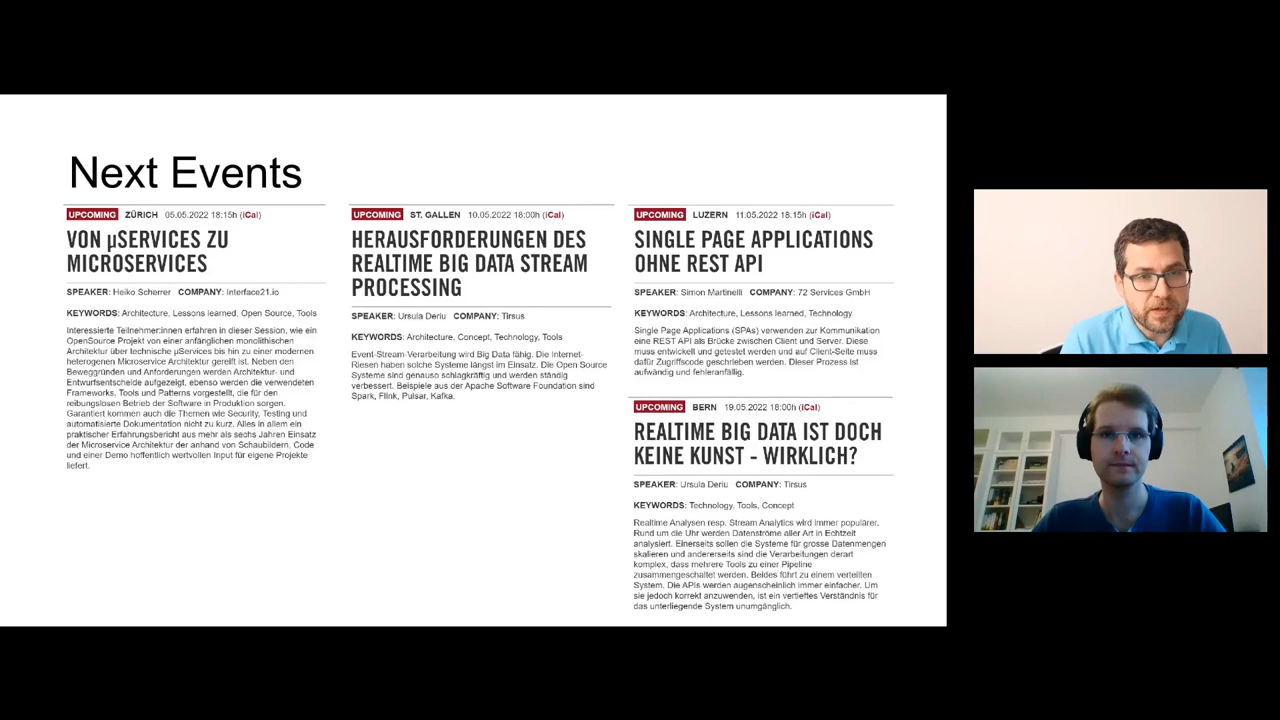 Next Events
UPCOMING ZÜRICH 05.05.2022 18:15h (iCal)
VON µSERVICES ZU
MICROSERVICES
SPEAKER: Heiko Scherrer COMPANY: Interface21.io
KEYWORDS: Architecture, Lessons learned, Open Source, Tools
Interessierte Teilnehmer:innen erfahren in dieser Session, wie ein
OpenSource Projekt von einer anfänglichen monolithischen
Architektur über technische µServices bis hin zu einer modernen
heterogenen Microservice Architektur gereift ist. Neben den
Beweggründen und Anforderungen werden Architektur- und
Entwurfsentscheide aufgezeigt, ebenso werden die verwendeten
Frameworks, Tools und Patterns vorgestellt, die für den
reibungslosen Betrieb der Software in Produktion sorgen.
Garantiert kommen auch die Themen wie Security, Testing und
automatisierte Dokumentation nicht zu kurz. Alles in allem ein
praktischer Erfahrungsbericht aus mehr als sechs Jahren Einsatz
der Microservice Architektur der anhand von Schaubildern, Code
und einer Demo hoffentlich wertvollen Input für eigene Projekte
liefert.
UPCOMING ST. GALLEN 10.05.2022 18:00h (iCal)
HERAUSFORDERUNGEN DES
REALTIME BIG DATA STREAM
PROCESSING
SPEAKER: Ursula Deriu COMPANY: Tirsus
KEYWORDS: Architecture, Concept, Technology, Tools
Event-Stream-Verarbeitung wird Big Data fähig. Die Internet-
Riesen haben solche Systeme längst im Einsatz. Die Open Source
Systeme sind genauso schlagkräftig und werden ständig
verbessert. Beispiele aus der Apache Software Foundation sind
Spark, Flink, Pulsar, Kafka.
UPCOMING LUZERN 11.05.2022 18:15h (iCal)
SINGLE PAGE APPLICATIONS
OHNE REST API
SPEAKER: Simon Martinelli COMPANY: 72 Services GmbH
KEYWORDS: Architecture, Lessons learned, Technology
Single Page Applications (SPAs) verwenden zur Kommunikation
eine REST API als Brücke zwischen Client und Server. Diese
muss entwickelt und getestet werden und auf Client-Seite muss
dafür Zugriffscode geschrieben werden. Dieser Prozess ist
aufwändig und fehleranfällig.
UPCOMING BERN 19.05.2022 18:00h (iCal)
REALTIME BIG DATA IST DOCH
KEINE KUNST - WIRKLICH?
SPEAKER: Ursula Deriu COMPANY: Tirsus
KEYWORDS: Technology, Tools, Concept
Realtime Analysen resp. Stream Analytics wird immer populärer.
Rund um die Uhr werden Datenströme aller Art in Echtzeit
analysiert. Einerseits sollen die Systeme für grosse Datenmengen
skalieren und andererseits sind die Verarbeitungen derart
komplex, dass mehrere Tools zu einer Pipeline
zusammengeschaltet werden. Beides führt zu einem verteilten
System. Die APIs werden augenscheinlich immer einfacher. Um
sie jedoch korrekt anzuwenden, ist ein vertieftes Verständnis für
das unterliegende System unumgänglich.